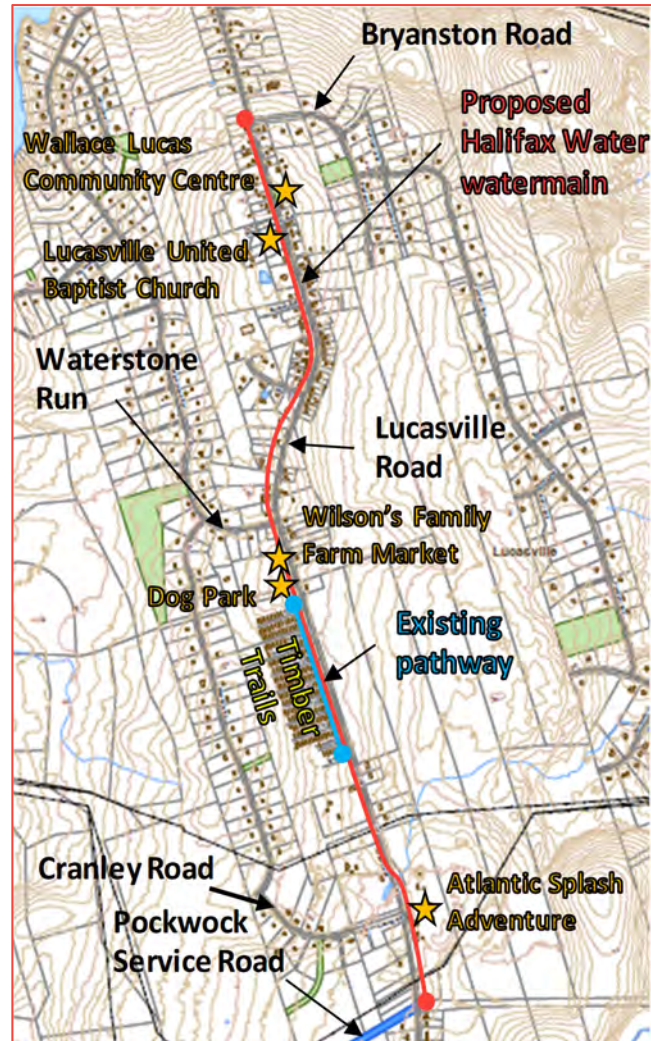 Bryanston Road
Proposed
Halifax Water
watermain
Wallace Lucas
Community Centre
Lucasville United
Baptist Church
Waterstone
Run
Lucasville
Road
Wilson's Family
Farm Market
Lucasville
Dog Park
Existing
pathway
Timber
Trails
Cranley Road
Pockwock
Service Road
Atlantic Splash
Adventure